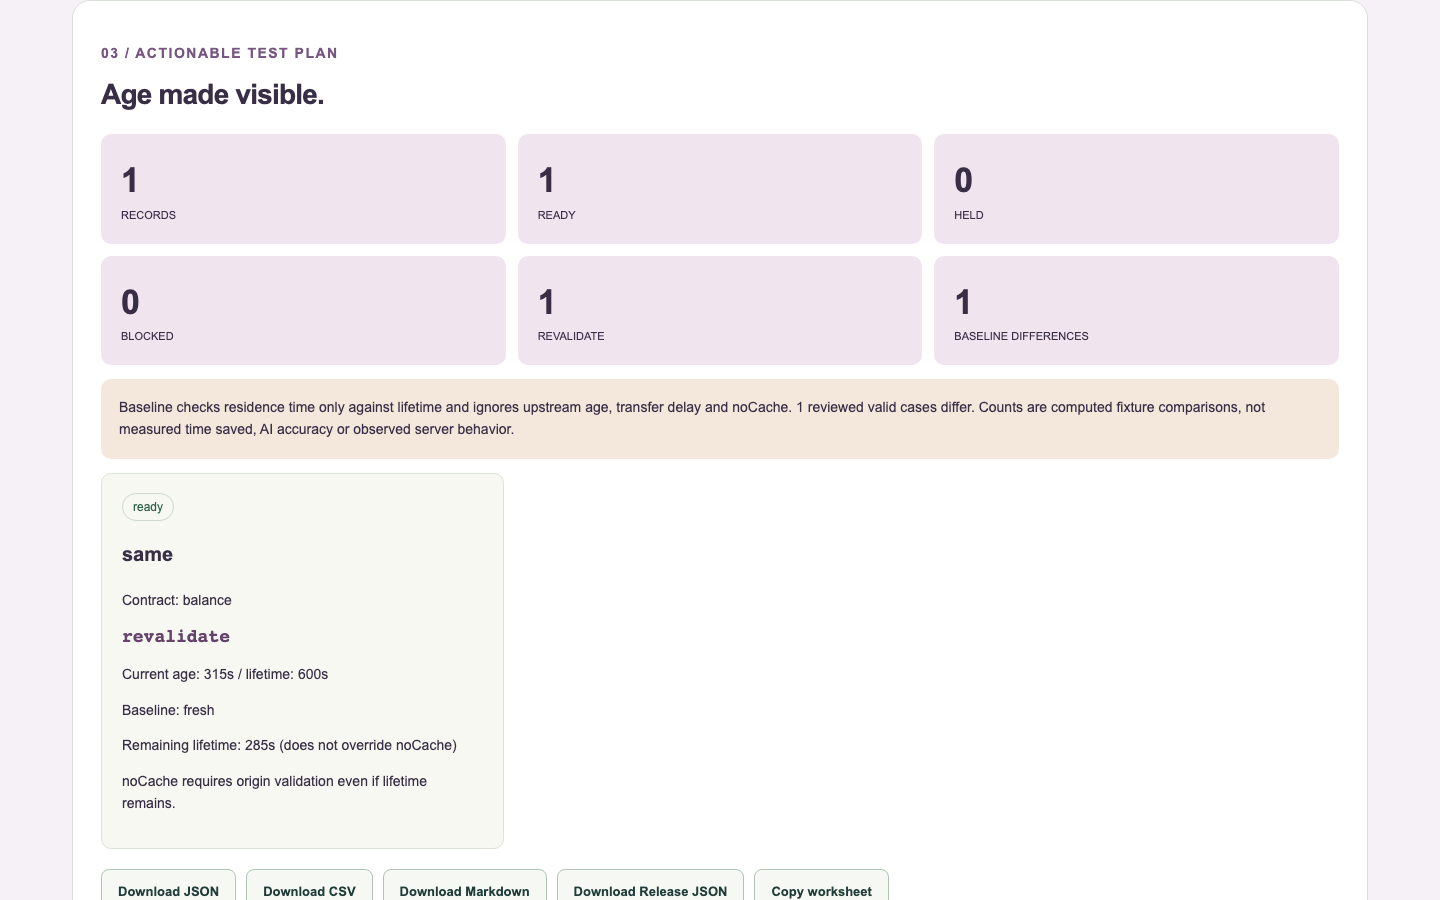 03 / ACTIONABLE TEST PLAN
Age made visible.
1
RECORDS
1
READY
0
HELD
0
BLOCKED
1
REVALIDATE
1
BASELINE DIFFERENCES
Baseline checks residence time only against lifetime and ignores upstream age, transfer delay and noCache. 1 reviewed valid cases differ. Counts are computed fixture comparisons, not
measured time saved, AI accuracy or observed server behavior.
ready
same
Contract: balance
revalidate
Current age: 315s / lifetime: 600s
Baseline: fresh
Remaining lifetime: 285s (does not override noCache)
noCache requires origin validation even if lifetime
remains.
Download JSON
Download CSV
Download Markdown
Download Release JSON
Copy worksheet